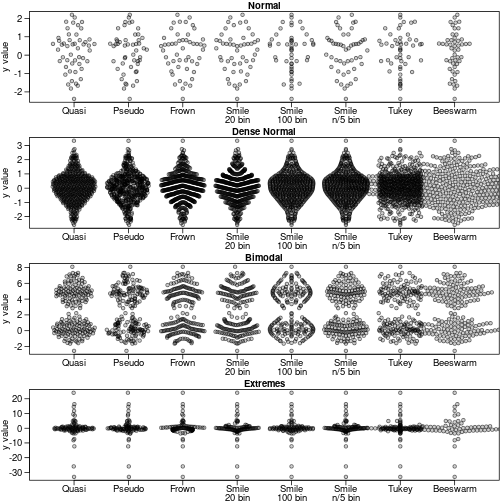 Normal
y value
2
1
0
-1
-2
Quasi Pseudo Frown Smile Smile Smile Tukey Beeswarm
20 bin 100 bin n/5 bin
Dense Normal
y value
3
2
1
0
-1
-2
Quasi Pseudo Frown Smile Smile Smile Tukey Beeswarm
20 bin 100 bin n/5 bin
Bimodal
y value
8
6
4
2
0
-2
Quasi Pseudo Frown Smile Smile Smile Tukey Beeswarm
20 bin 100 bin n/5 bin
Extremes
y value
20
10
0
-10
-20
-30
Quasi Pseudo Frown Smile Smile Smile Tukey Beeswarm
20 bin 100 bin n/5 bin